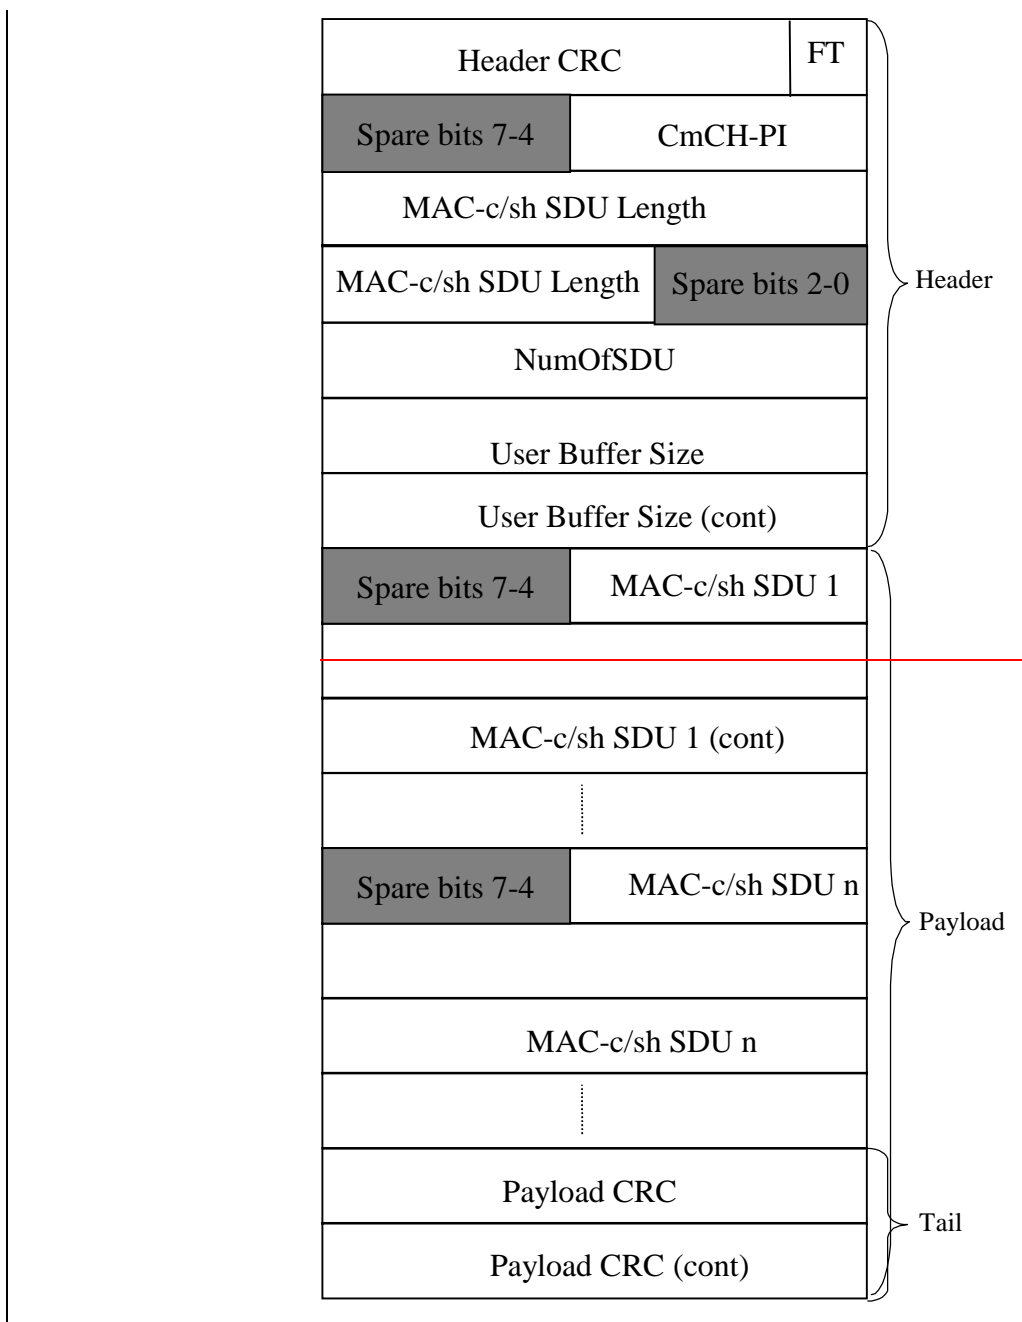 Header CRC FT
Spare bits 7-4 CmCH-PI
MAC-c/sh SDU Length
MAC-c/sh SDU Length Spare bits 2-0
Header
NumOfSDU
User Buffer Size
User Buffer Size (cont)
Spare bits 7-4 MAC-c/sh SDU 1
MAC-c/sh SDU 1 (cont)
Spare bits 7-4 MAC-c/sh SDU n
Payload
MAC-c/sh SDU n
Payload CRC
Tail
Payload CRC (cont)